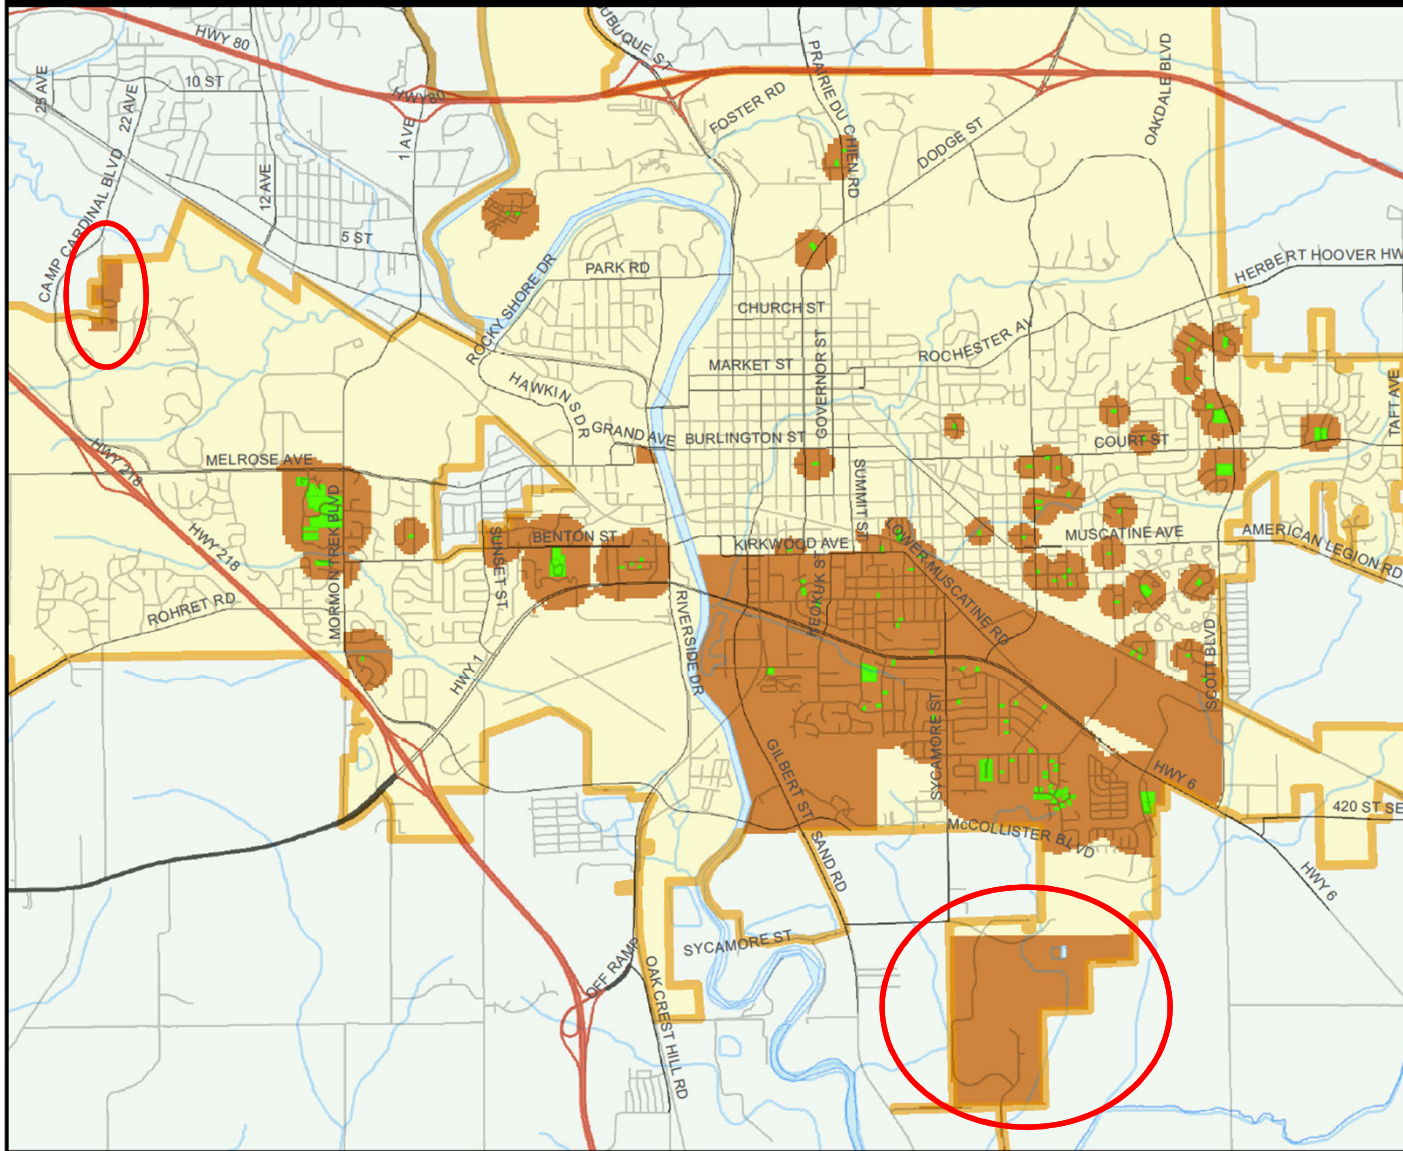 HWY 80
DUBUQUE ST
PRAIRIE DU CHIEN RD
OAKDALE BLVD
25 AVE
10 ST
22 AVE
HWY80
FOSTER RD
1 AVE
DODGE ST
CAMP CARDINAL BLVD
12 AVE
5 ST
PARK RD
HERBERT HOOVER HW
ROCKY SHORE DR
CHURCH ST
MARKET ST
GOVERNOR ST
ROCHESTER AV
HAWKIN S DR
TAFT AVE
GRAND AVE
BURLINGTON ST
COURT ST
MELROSE AVE
HWY 218
SUMMIT ST
MORMON TREK BLVD
HWY 218
SUNSET ST
BENTON ST
KIRKWOOD AVE
LOWER MUSCATINE RD
MUSCATINE AVE
AMERICAN LEGION RD
ROHRET RD
KEOKUK ST
RIVERSIDE DR
HWY 1
SCOTT BLVD
SYCAMORE ST
GILBERT ST
HWY 6
420 ST SE
McCOLLISTER BLVD
SAND RD
HWY 6
SYCAMORE ST
OFF RAMP
OAK CREST HILL RD